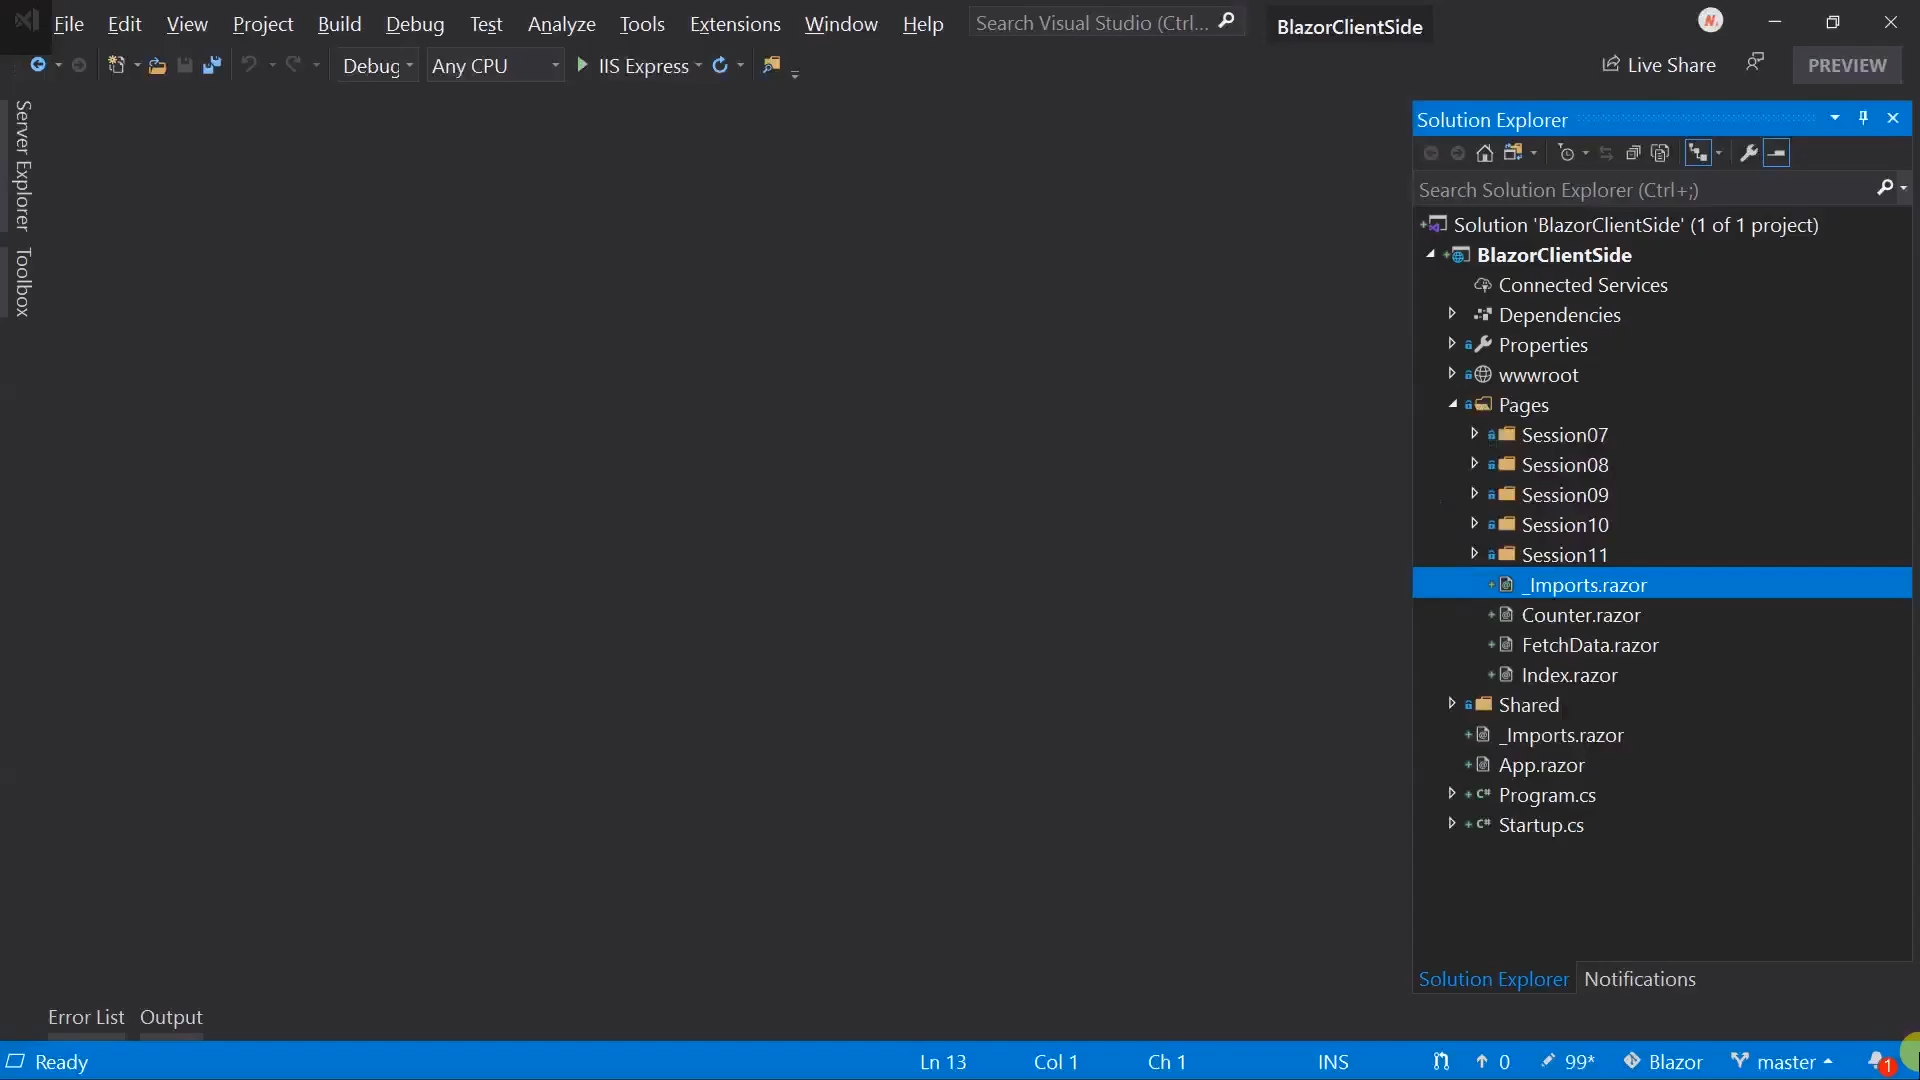 File Edit View Project Build Debug Test Analyze Tools Extensions Window Help Search Visual Studio (Ctrl... BlazorClientSide
Debug Any CPU IIS Express Live Share PREVIEW
Server Explorer
Toolbox
Solution Explorer
Search Solution Explorer (Ctrl+;)
Solution 'BlazorClientSide' (1 of 1 project)
BlazorClientSide
Connected Services
Dependencies
Properties
wwwroot
Pages
Session07
Session08
Session09
Session10
Session11
_Imports.razor
Counter.razor
FetchData.razor
Index.razor
Shared
_Imports.razor
App.razor
C# Program.cs
C# Startup.cs
Solution Explorer Notifications
Error List Output
Ready Ln 13 Col 1 Ch 1 INS 0 99* Blazor master 1